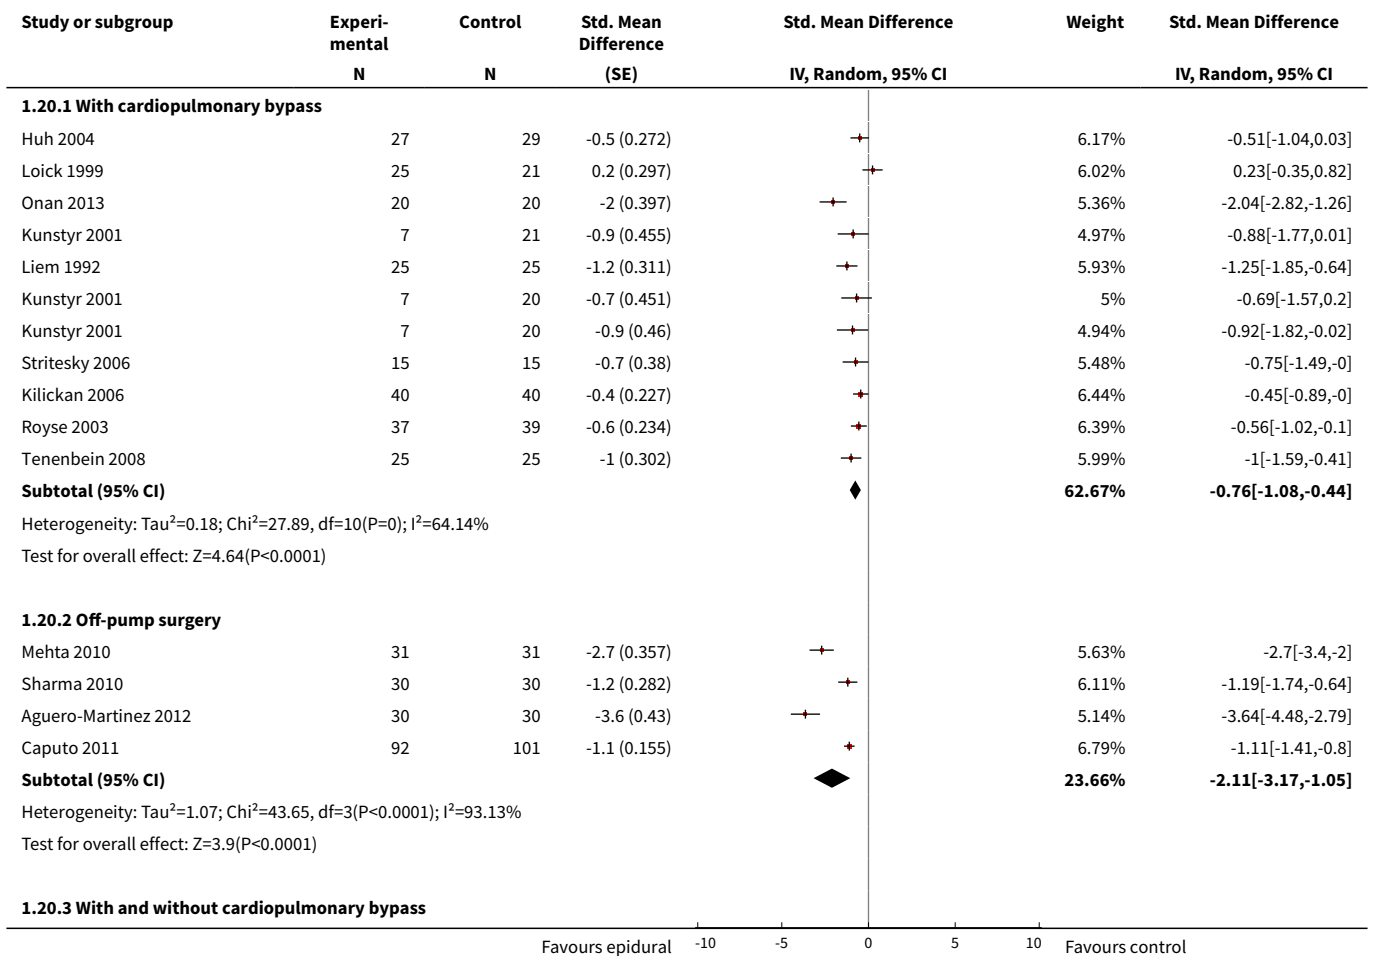 Study or subgroup Experi-mental Control Std. Mean Difference Std. Mean Difference Weight Std. Mean Difference
N N (SE) IV, Random, 95% CI IV, Random, 95% CI
1.20.1 With cardiopulmonary bypass
Huh 2004 27 29 -0.5 (0.272) 6.17% -0.51[-1.04,0.03]
Loick 1999 25 21 0.2 (0.297) 6.02% 0.23[-0.35,0.82]
Onan 2013 20 20 -2 (0.397) 5.36% -2.04[-2.82,-1.26]
Kunstyr 2001 7 21 -0.9 (0.455) 4.97% -0.88[-1.77,0.01]
Liem 1992 25 25 -1.2 (0.311) 5.93% -1.25[-1.85,-0.64]
Kunstyr 2001 7 20 -0.7 (0.451) 5% -0.69[-1.57,0.2]
Kunstyr 2001 7 20 -0.9 (0.46) 4.94% -0.92[-1.82,-0.02]
Stritesky 2006 15 15 -0.7 (0.38) 5.48% -0.75[-1.49,-0]
Kilickan 2006 40 40 -0.4 (0.227) 6.44% -0.45[-0.89,-0]
Royse 2003 37 39 -0.6 (0.234) 6.39% -0.56[-1.02,-0.1]
Tenenbein 2008 25 25 -1 (0.302) 5.99% -1[-1.59,-0.41]
Subtotal (95% CI) 62.67% -0.76[-1.08,-0.44]
Heterogeneity: Tau²=0.18; Chi²=27.89, df=10(P=0); I²=64.14%
Test for overall effect: Z=4.64(P<0.0001)
1.20.2 Off-pump surgery
Mehta 2010 31 31 -2.7 (0.357) 5.63% -2.7[-3.4,-2]
Sharma 2010 30 30 -1.2 (0.282) 6.11% -1.19[-1.74,-0.64]
Aguero-Martinez 2012 30 30 -3.6 (0.43) 5.14% -3.64[-4.48,-2.79]
Caputo 2011 92 101 -1.1 (0.155) 6.79% -1.11[-1.41,-0.8]
Subtotal (95% CI) 23.66% -2.11[-3.17,-1.05]
Heterogeneity: Tau²=1.07; Chi²=43.65, df=3(P<0.0001); I²=93.13%
Test for overall effect: Z=3.9(P<0.0001)
1.20.3 With and without cardiopulmonary bypass
Favours epidural -10 -5 0 5 10 Favours control